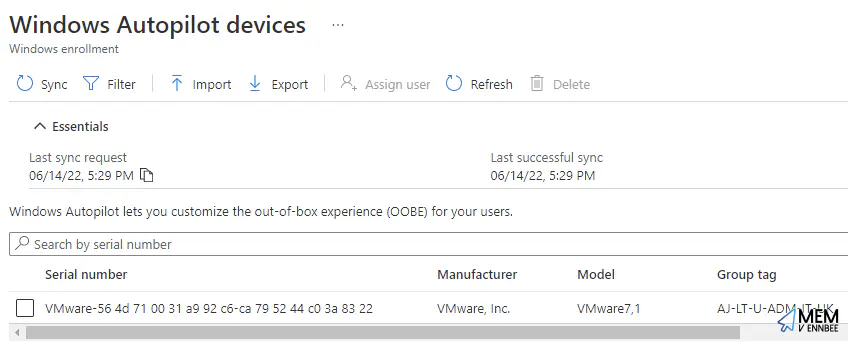 Windows Autopilot devices ...
Windows enrollment
Sync Filter Import Export Assign user Refresh Delete
Essentials
Last sync request Last successful sync
06/14/22, 5:29 PM 06/14/22, 5:29 PM
Windows Autopilot lets you customize the out-of-box experience (OOBE) for your users.
Search by serial number
Serial number Manufacturer Model Group tag
VMware-56 4d 71 00 31 a9 92 c6-ca 79 52 44 c0 3a 83 22 VMware, Inc. VMware7,1 AJ-LT-U-ADM-IT-UK
MEM
V ENNBEE